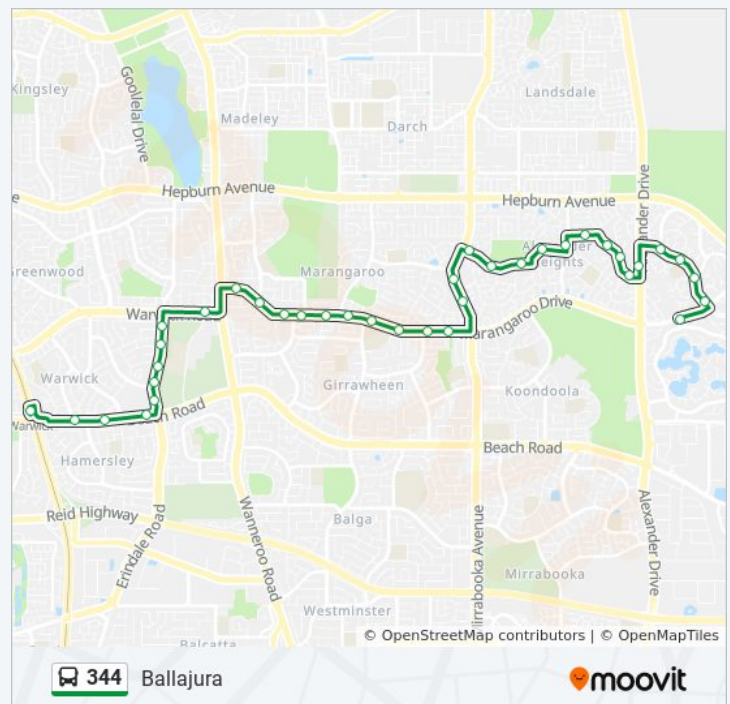 Kingsley
Goollelal Drive
Madeley
Landsdale
Darch
Hepburn Avenue
Hepburn Avenue
Greenwood
Marangaroo
Marangaroo Drive
Warwick
Girrawheen
Koondoola
Beach Road
Warwick
Hamersley
Reid Highway
Erindale Road
Wanneroo Road
Balga
Mirrabooka Avenue
Mirrabooka
Alexander Drive
Westminster
Balcatta
© OpenStreetMap contributors | © OpenMapTiles
344 Ballajura
moovit